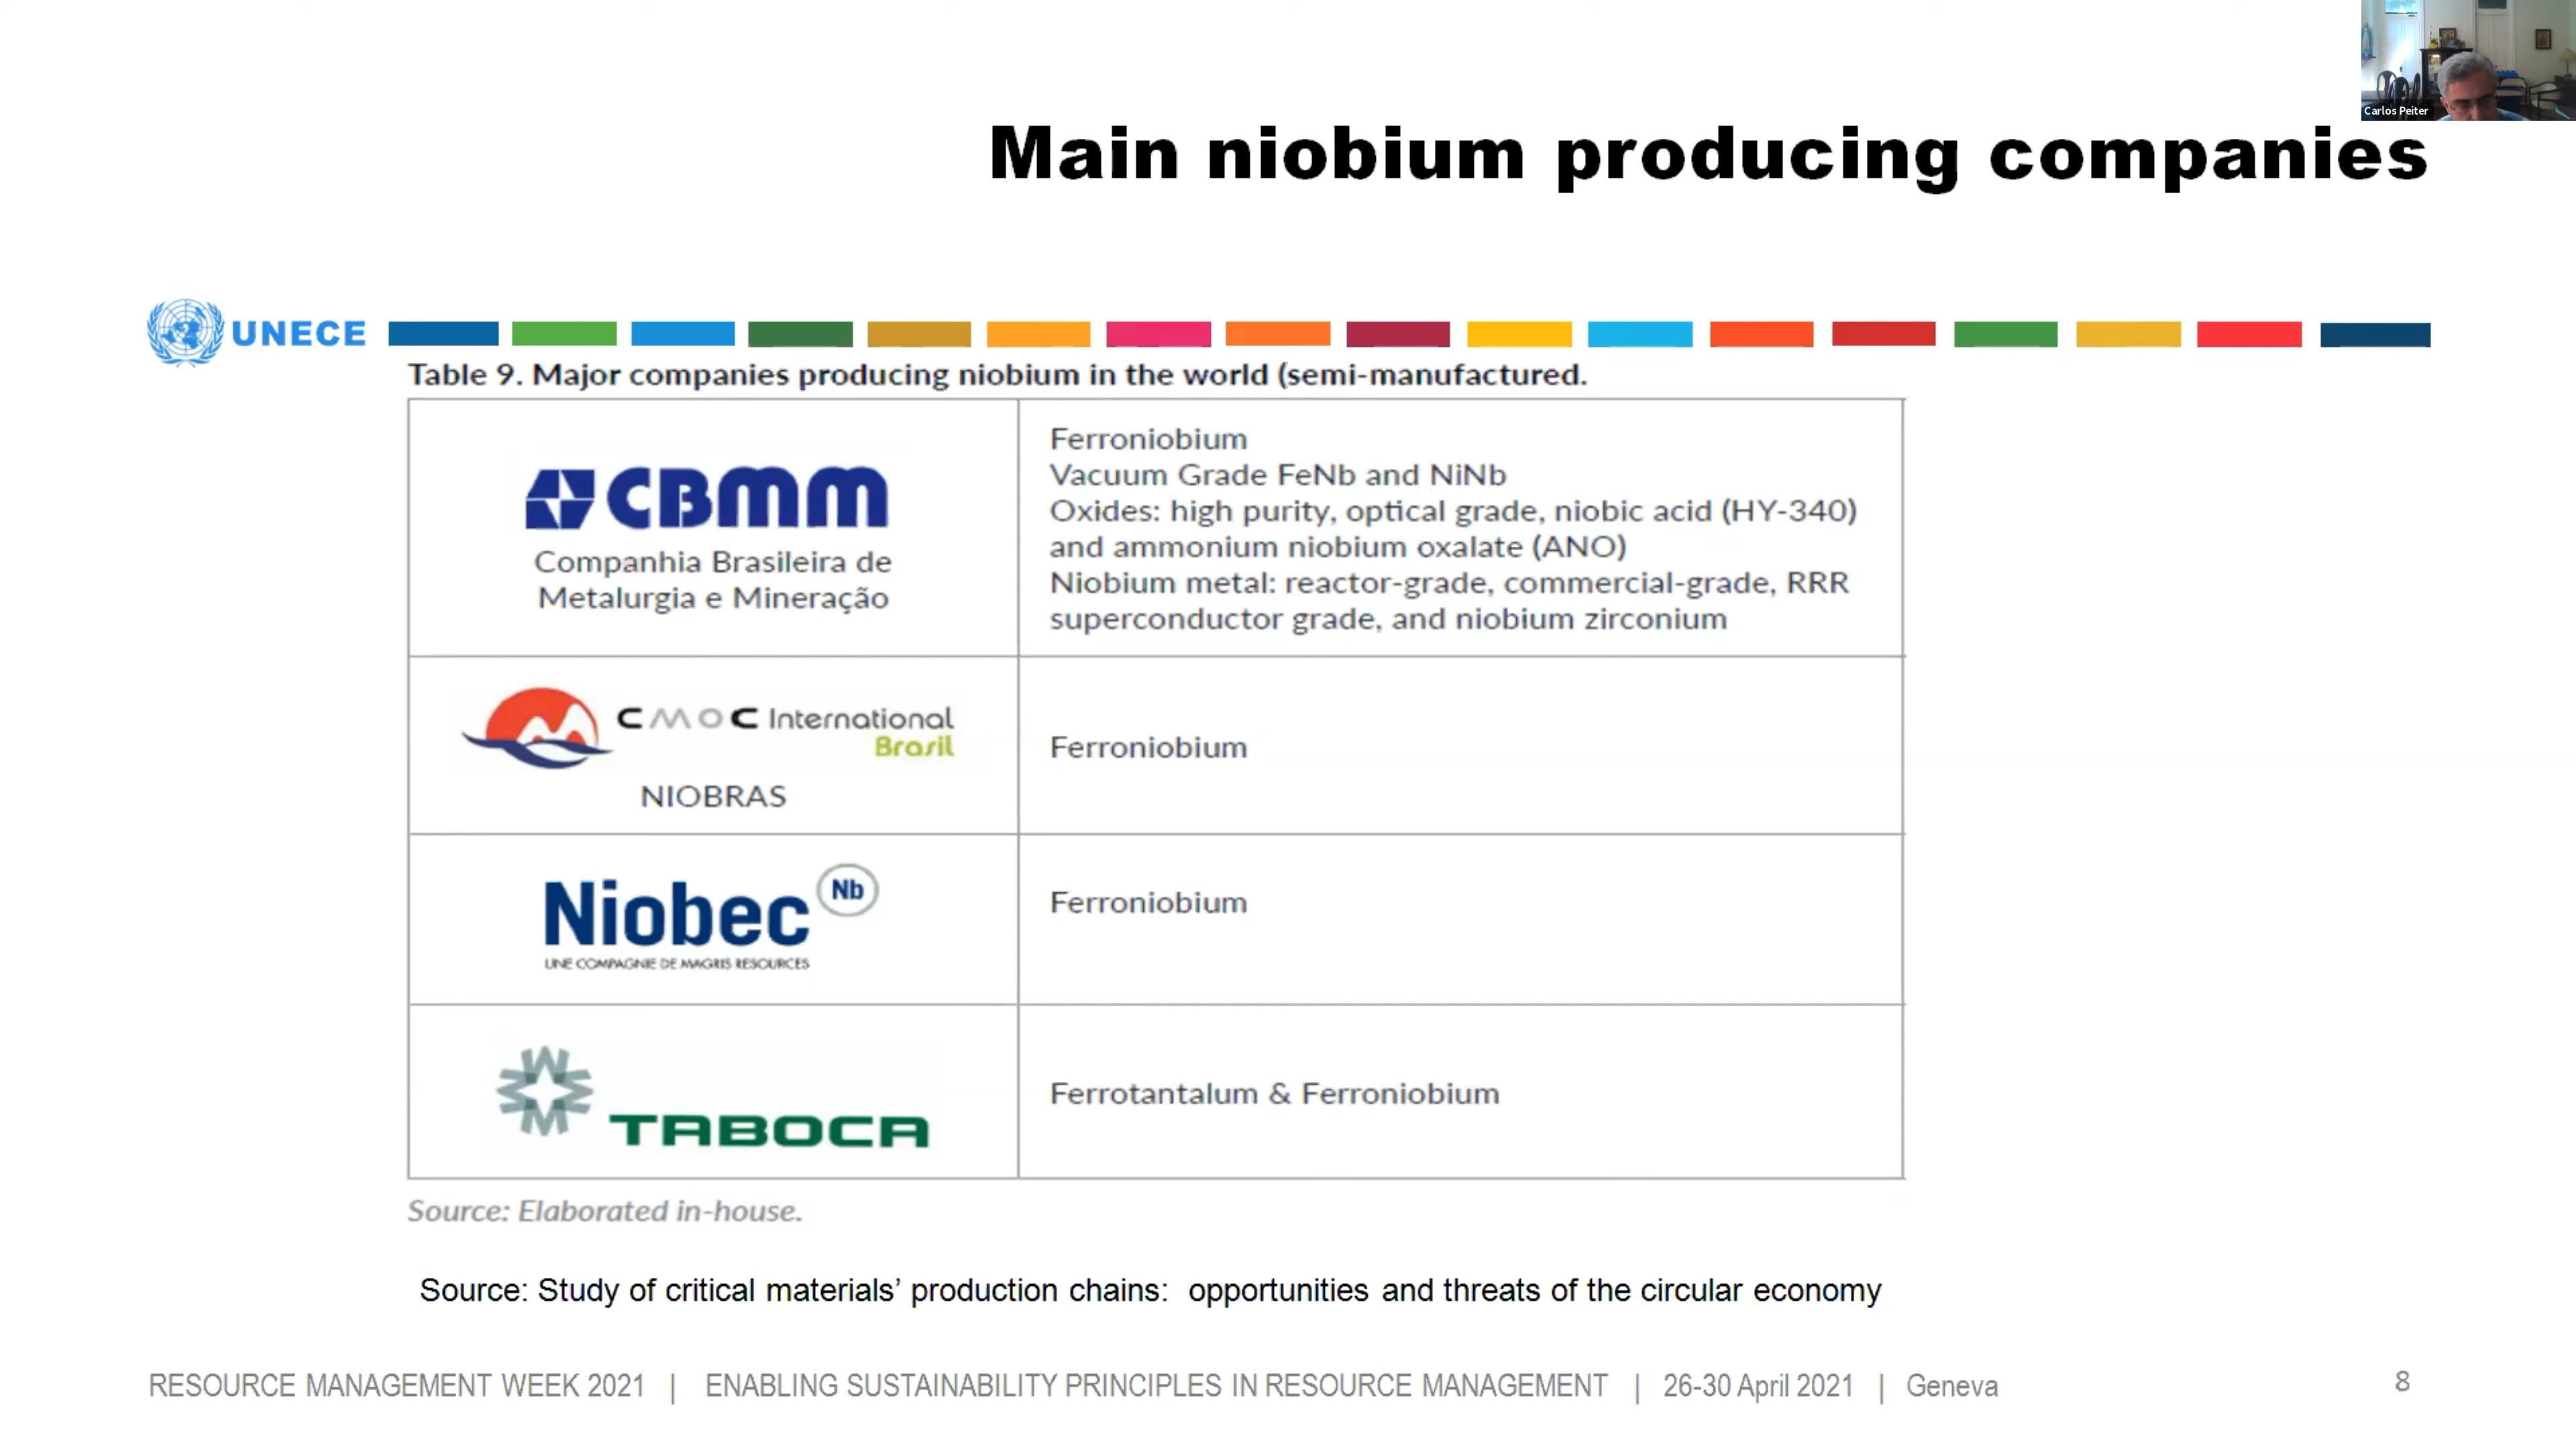 Carlos Peiter
Main niobium producing companies
UNECE
Table 9. Major companies producing niobium in the world (semi-manufactured.
CBMM
Companhia Brasileira de
Metalurgia e Mineração
Ferroniobium
Vacuum Grade FeNb and NiNb
Oxides: high purity, optical grade, niobic acid (HY-340)
and ammonium niobium oxalate (ANO)
Niobium metal: reactor-grade, commercial-grade, RRR
superconductor grade, and niobium zirconium
CMOC International
Brasil
NIOBRAS
Ferroniobium
Niobec Nb
UNE COMPAGNIE DE MAGRIS RESOURCES
Ferroniobium
TABOCA
Ferrotantalum & Ferroniobium
Source: Elaborated in-house.
Source: Study of critical materials’ production chains:  opportunities and threats of the circular economy
RESOURCE MANAGEMENT WEEK 2021 | ENABLING SUSTAINABILITY PRINCIPLES IN RESOURCE MANAGEMENT | 26-30 April 2021 | Geneva
8